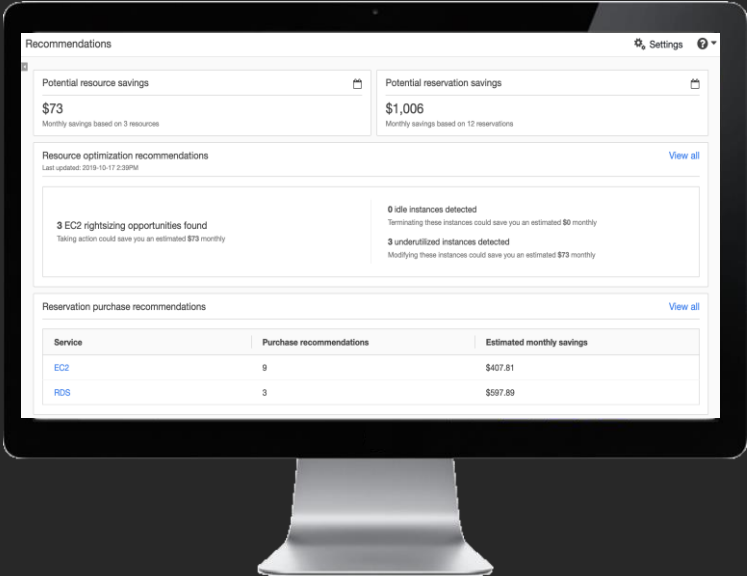 Recommendations
Settings
Potential resource savings
$73
Monthly savings based on 3 resources
Potential reservation savings
$1,006
Monthly savings based on 12 reservations
Resource optimization recommendations
View all
Last updated: 2019-10-17 2:39PM
3 EC2 rightsizing opportunities found
Taking action could save you an estimated $73 monthly
0 idle instances detected
Terminating these instances could save you an estimated $0 monthly
3 underutilized instances detected
Modifying these instances could save you an estimated $73 monthly
Reservation purchase recommendations
View all
Service Purchase recommendations Estimated monthly savings
EC2 9 $407.81
RDS 3 $597.89